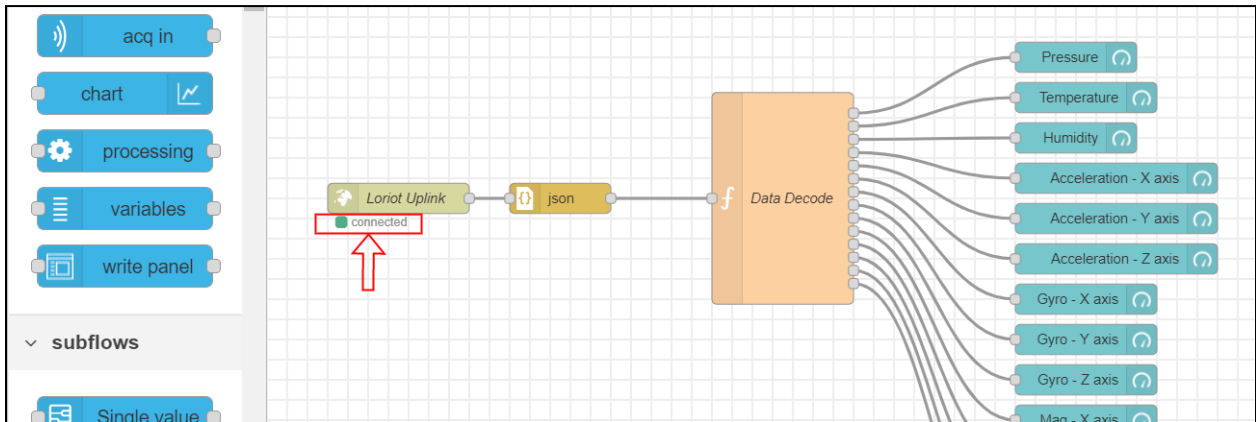 acq in
chart
processing
variables
write panel
subflows
Single value
Loriot Uplink
connected
{} json
f Data Decode
Pressure
Temperature
Humidity
Acceleration - X axis
Acceleration - Y axis
Acceleration - Z axis
Gyro - X axis
Gyro - Y axis
Gyro - Z axis
Mag - X axis